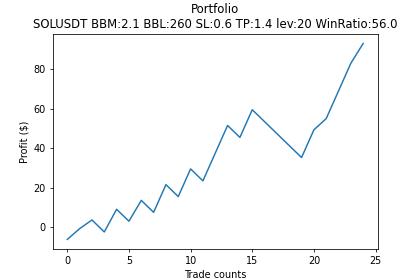 Portfolio
SOLUSDT BBM:2.1 BBL:260 SL:0.6 TP:1.4 lev:20 WinRatio:56.0
Profit ($)
80
60
40
20
0
0 5 10 15 20 25
Trade counts